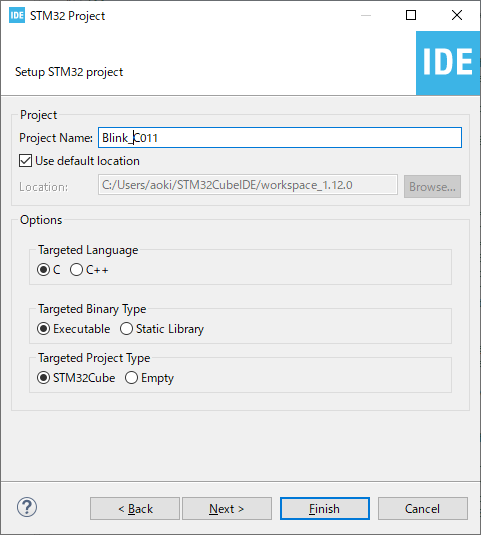 IDE STM32 Project
IDE
Setup STM32 project
Project
Project Name: Blink_C011
Use default location
Location: C:/Users/aoki/STM32CubeIDE/workspace_1.12.0 Browse...
Options
Targeted Language
C C++
Targeted Binary Type
Executable Static Library
Targeted Project Type
STM32Cube Empty
? < Back Next > Finish Cancel